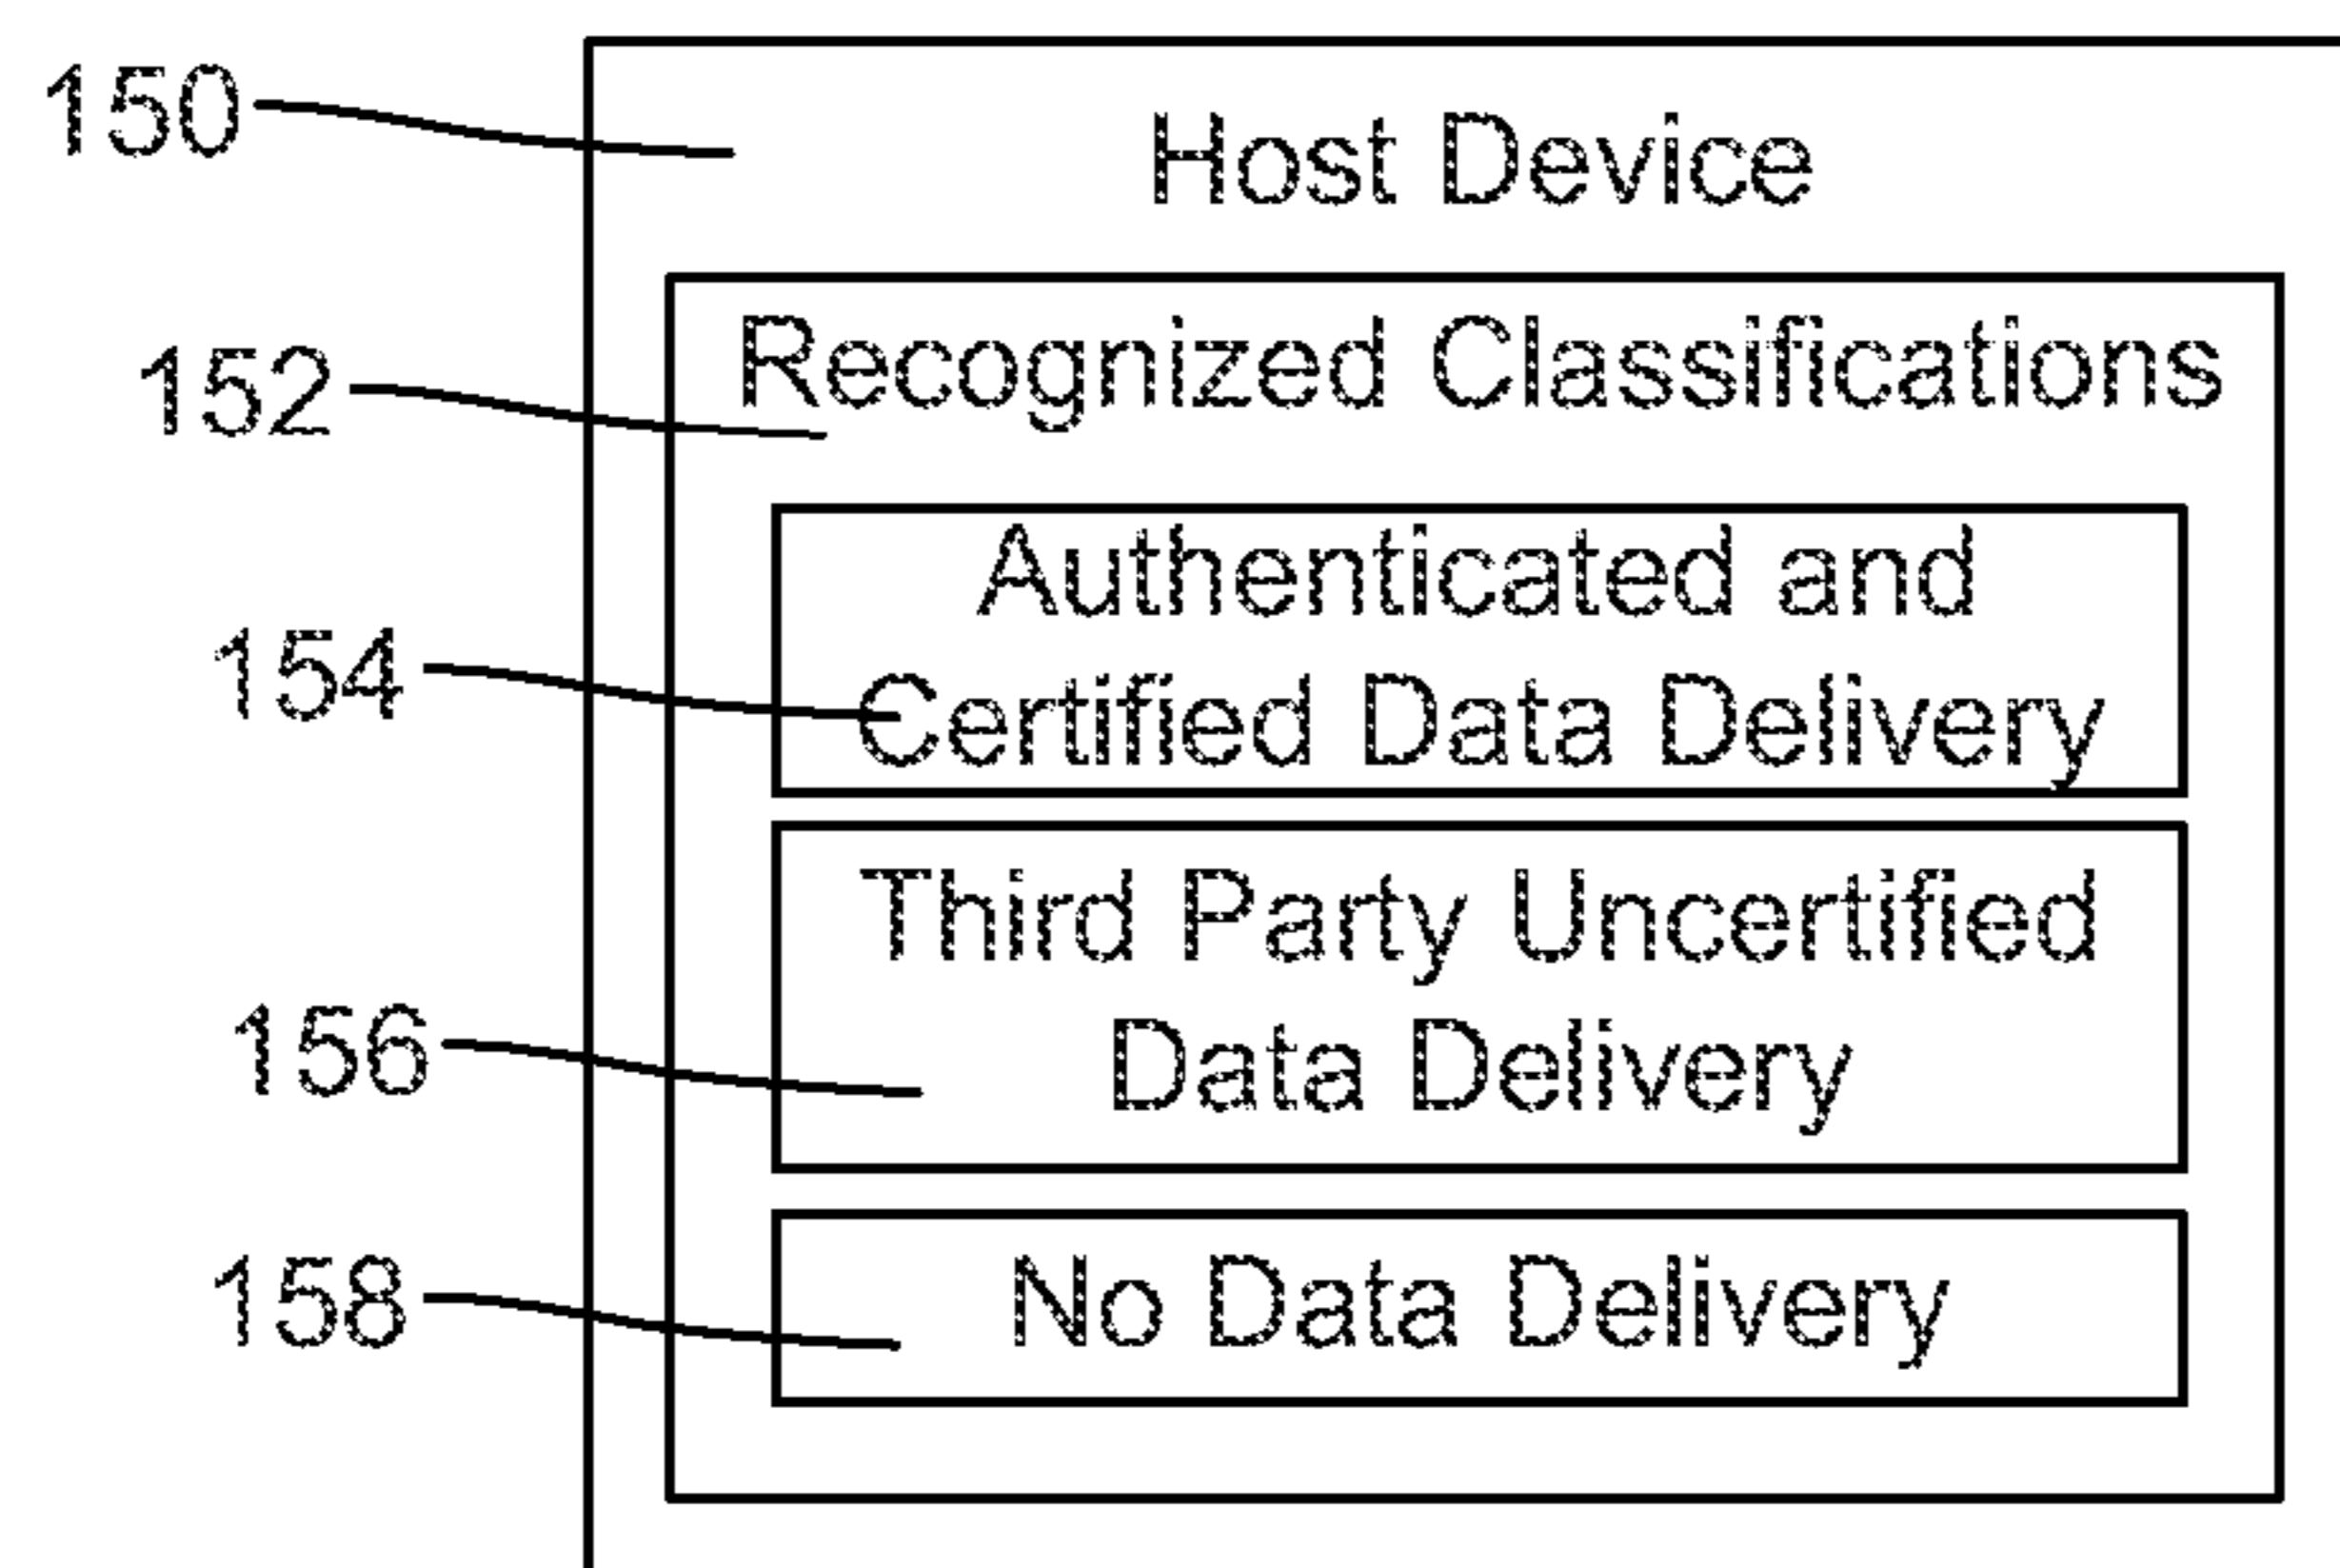 150
Host Device
152
Recognized Classifications
154
Authenticated and
Certified Data Delivery
156
Third Party Uncertified
Data Delivery
158
No Data Delivery